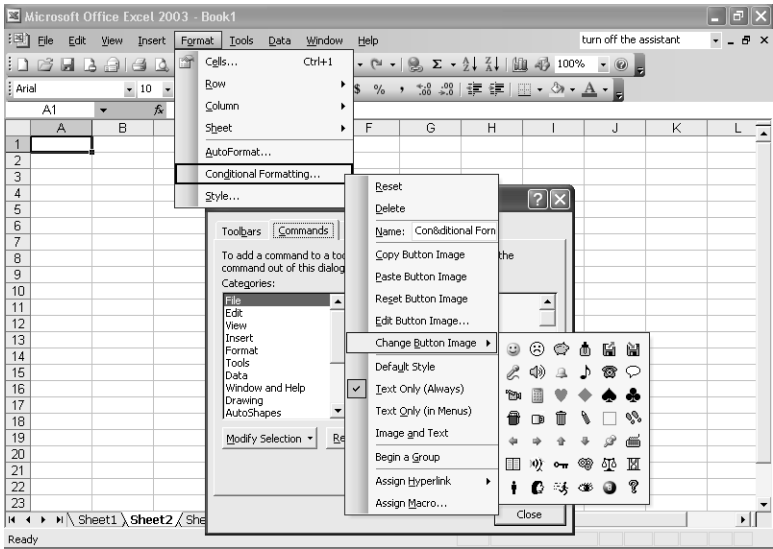 Microsoft Office Excel 2003 - Book1
File Edit View Insert Format Tools Data Window Help
turn off the assistant
100%
Arial 10
$ % ,
A1 fx
A B F G H I J K L
1
2
3
4
5
6
7
8
9
10
11
12
13
14
15
16
17
18
19
20
21
22
23
Cells... Ctrl+1
Row
Column
Sheet
AutoFormat...
Conditional Formatting...
Style...
Toolbars Commands
To add a command to a too
the
command out of this dialog
Categories:
File
Edit
View
Insert
Format
Tools
Data
Window and Help
Drawing
AutoShapes
Modify Selection Re
Close
Reset
Delete
Name: Con&ditional Form
Copy Button Image
Paste Button Image
Reset Button Image
Edit Button Image...
Change Button Image
Default Style
Text Only (Always)
Text Only (in Menus)
Image and Text
Begin a Group
Assign Hyperlink
Assign Macro...
Sheet1 Sheet2 She
Ready